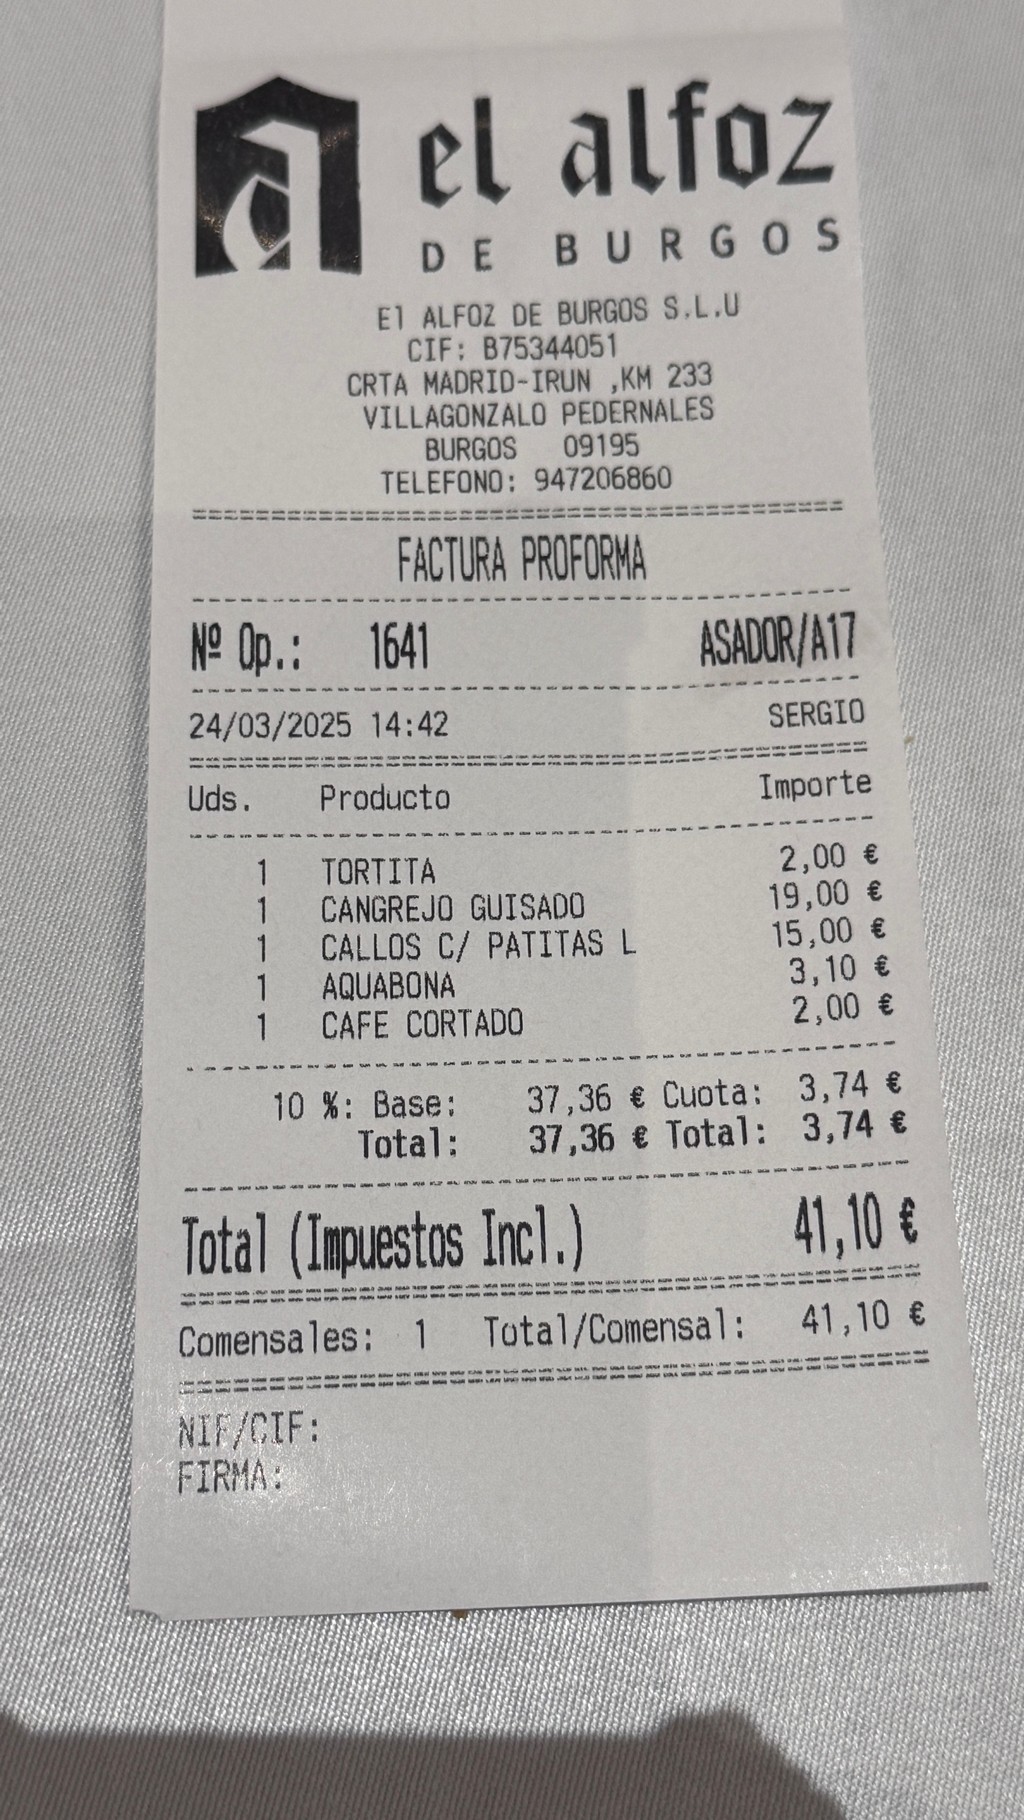 el alfoz
DE BURGOS
El ALFOZ DE BURGOS S.L.U
CIF: B75344051
CRTA MADRID-IRUN ,KM 233
VILLAGONZALO PEDERNALES
BURGOS 09195
TELEFONO: 947206860
FACTURA PROFORMA
Nº Op.: 1641 ASADOR/A17
24/03/2025 14:42 SERGIO
Uds. Producto Importe
1 TORTITA 2,00 €
1 CANGREJO GUISADO 19,00 €
1 CALLOS C/ PATITAS L 15,00 €
1 AQUABONA 3,10 €
1 CAFE CORTADO 2,00 €
10 %: Base: 37,36 € Cuota: 3,74 €
Total: 37,36 € Total: 3,74 €
Total (Impuestos Incl.) 41,10 €
Comensales: 1 Total/Comensal: 41,10 €
NIF/CIF:
FIRMA: